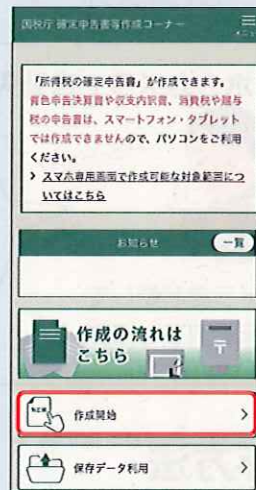 国税庁 確定申告書等作成コーナー
メニュー
「所得税の確定申告書」が作成できます。
青色申告決算書や収支内訳書、消費税や贈与
税の申告書は、スマートフォン・タブレット
では作成できませんので、パソコンをご利用
ください。
> スマホ専用画面で作成可能な対象範囲につ
いてはこちら
お知らせ
一覧
作成の流れは
こちら
〒
作成開始 >
保存データ利用 >